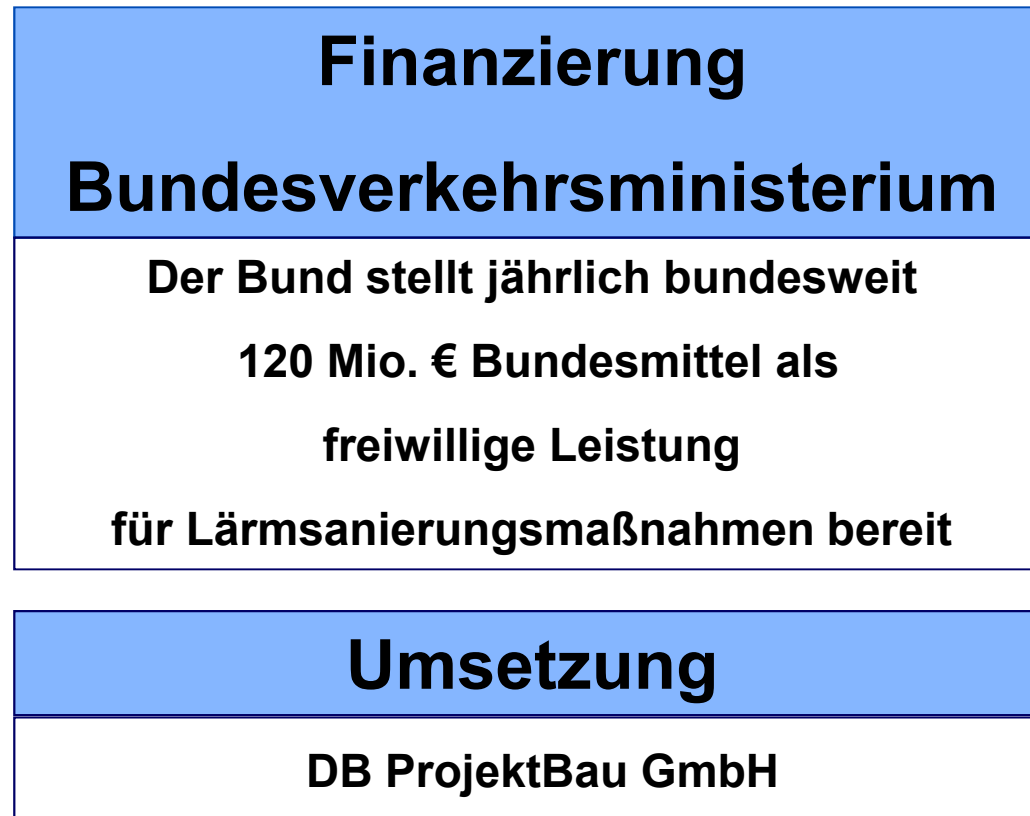 Finanzierung
Bundesverkehrsministerium
Der Bund stellt jährlich bundesweit
120 Mio. € Bundesmittel als
freiwillige Leistung
für Lärmsanierungsmaßnahmen bereit
Umsetzung
DB ProjektBau GmbH